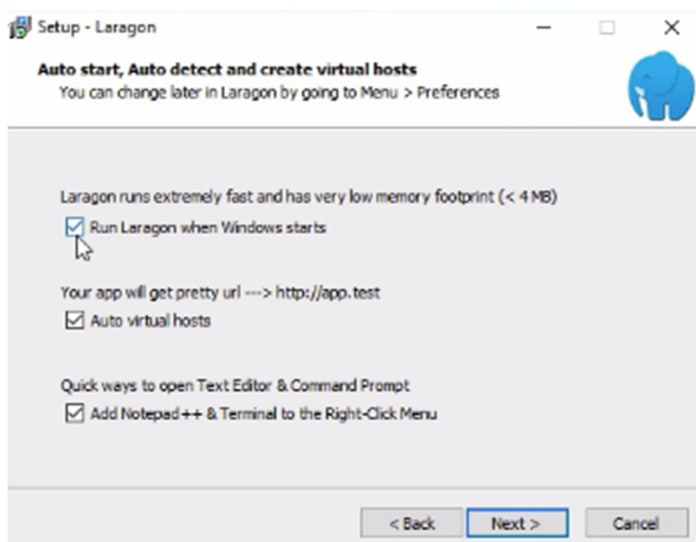 Setup - Laragon
Auto start, Auto detect and create virtual hosts
You can change later in Laragon by going to Menu > Preferences
Laragon runs extremely fast and has very low memory footprint (< 4 MB)
Run Laragon when Windows starts
Your app will get pretty url ---> http://app.test
Auto virtual hosts
Quick ways to open Text Editor & Command Prompt
Add Notepad++ & Terminal to the Right-Click Menu
< Back Next > Cancel